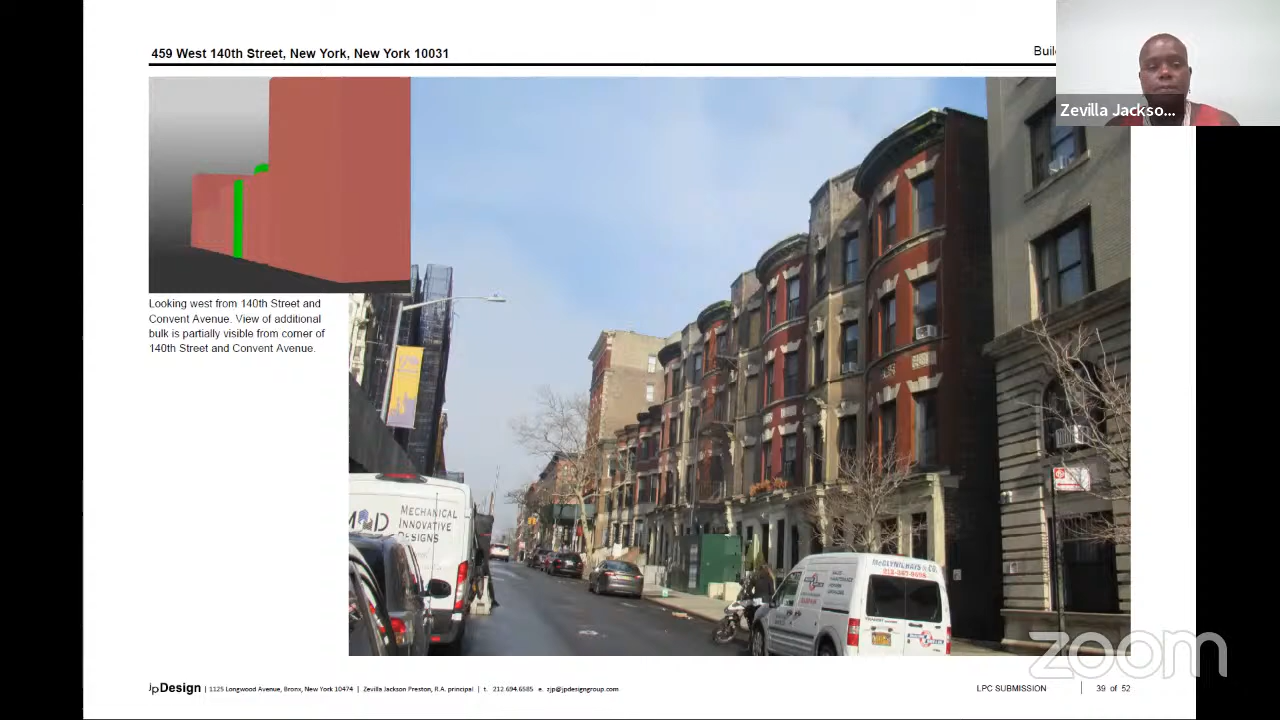 459 West 140th Street, New York, New York 10031
Zevilla Jackso...
Looking west from 140th Street and
Convent Avenue. View of additional
bulk is partially visible from corner of
140th Street and Convent Avenue.
MECHANICAL
INNOVATIVE
DESIGNS
McGLYNN, HAYS & CO.
zoom
JpDesign | 1125 Longwood Avenue, Bronx, New York 10474 | Zevilla Jackson Preston, R.A. principal | t. 212 694.6585 e. zjp@jpdesigngroup.com
LPC SUBMISSION | 39 of 52